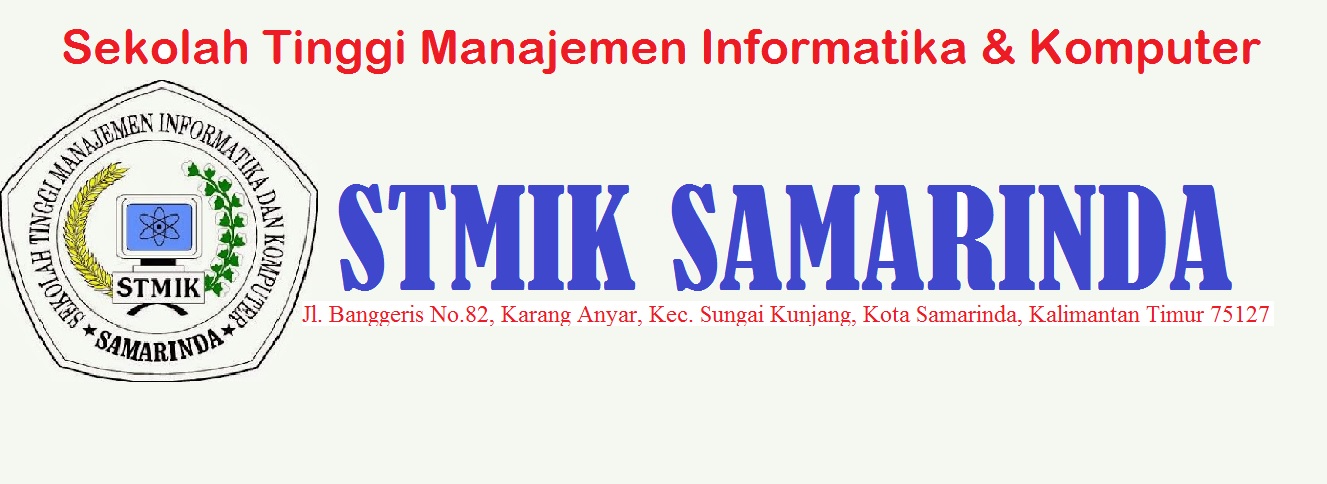 Sekolah Tinggi Manajemen Informatika & Komputer
SEKOLAH TINGGI MANAJEMEN INFORMATIKA DAN KOMPUTER
STMIK
SAMARINDA
STMIK SAMARINDA
Jl. Banggeris No.82, Karang Anyar, Kec. Sungai Kunjang, Kota Samarinda, Kalimantan Timur 75127